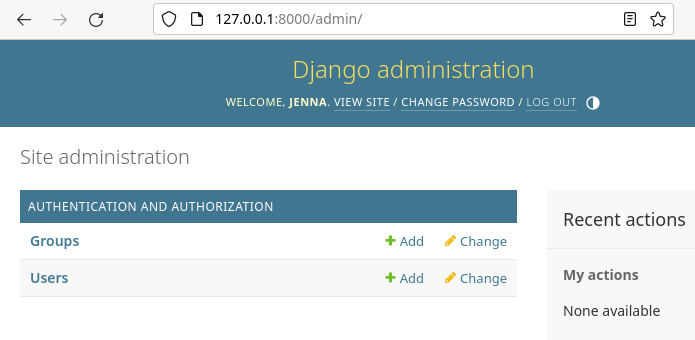 127.0.0.1:8000/admin/
Django administration
WELCOME, JENNA. VIEW SITE / CHANGE PASSWORD / LOG OUT
Site administration
AUTHENTICATION AND AUTHORIZATION
Groups Add Change
Users Add Change
Recent actions
My actions
None available